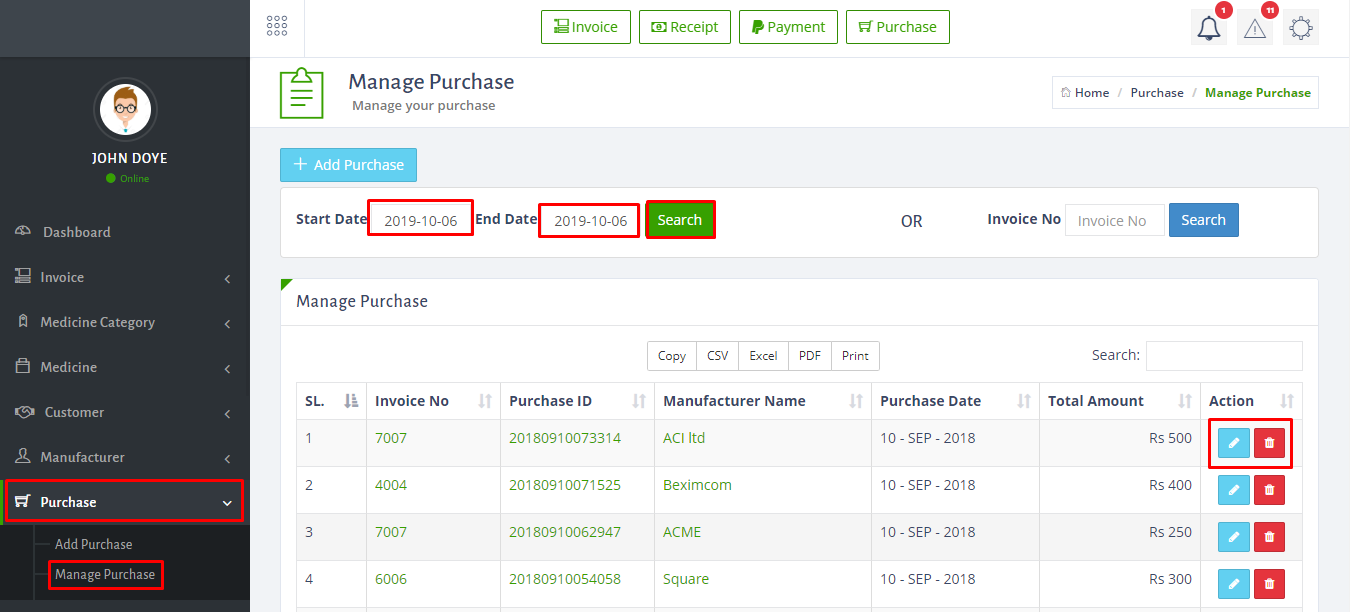 Invoice Receipt Payment Purchase 1 11
Manage Purchase
Manage your purchase
Home / Purchase / Manage Purchase
JOHN DOYE
Online
Dashboard
Invoice
Medicine Category
Medicine
Customer
Manufacturer
Purchase
Add Purchase
Manage Purchase
+ Add Purchase
Start Date 2019-10-06 End Date 2019-10-06 Search OR Invoice No Invoice No Search
Manage Purchase
Copy CSV Excel PDF Print Search:
SL. Invoice No Purchase ID Manufacturer Name Purchase Date Total Amount Action
1 7007 20180910073314 ACI ltd 10 - SEP - 2018 Rs 500
2 4004 20180910071525 Beximcom 10 - SEP - 2018 Rs 400
3 7007 20180910062947 ACME 10 - SEP - 2018 Rs 250
4 6006 20180910054058 Square 10 - SEP - 2018 Rs 300